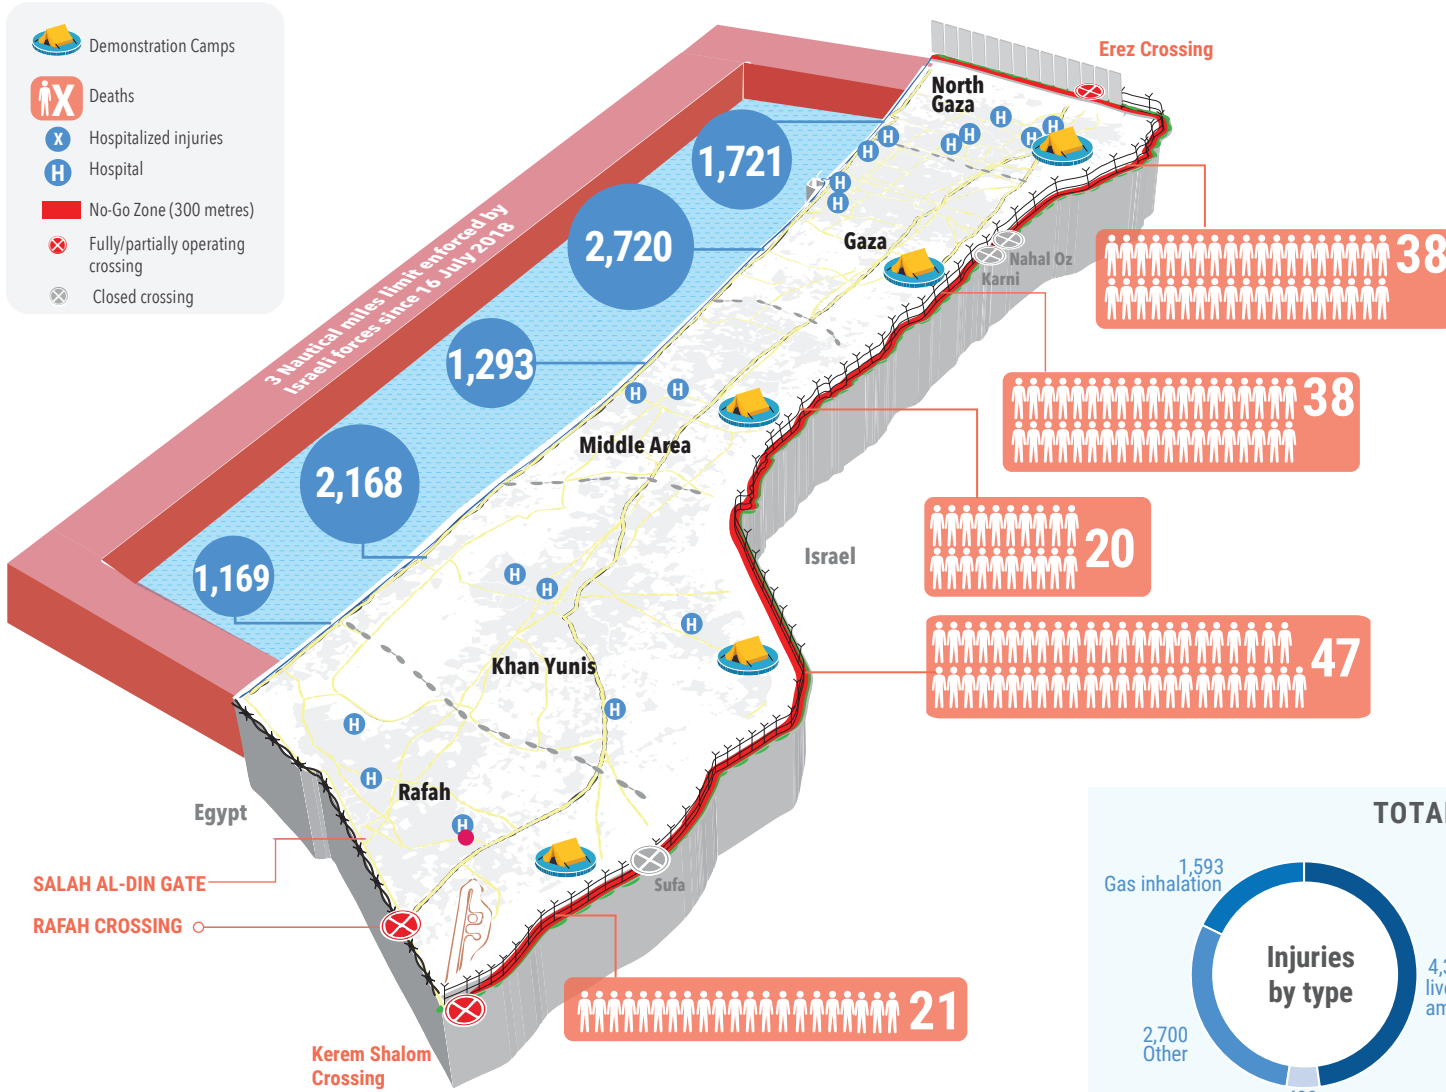 Demonstration Camps
Deaths
X
Hospitalized injuries
H
Hospital
No-Go Zone (300 metres)
Fully/partially operating
crossing
Closed crossing
3 Nautical miles limit enforced by
Israeli forces since 16 July 2018
Erez Crossing
North
Gaza
1,721
2,720
1,293
2,168
1,169
H
H
H
H
H
H
H
H
H
H
Gaza
Nahal Oz
Karni
38
38
H
H
Middle Area
20
Israel
H
H
H
47
Khan Yunis
H
H
H
Rafah
H
Egypt
SALAH AL-DIN GATE
RAFAH CROSSING
Sufa
21
Kerem Shalom
Crossing
TOTAL
1,593
Gas inhalation
Injuries
by type
2,700
Other